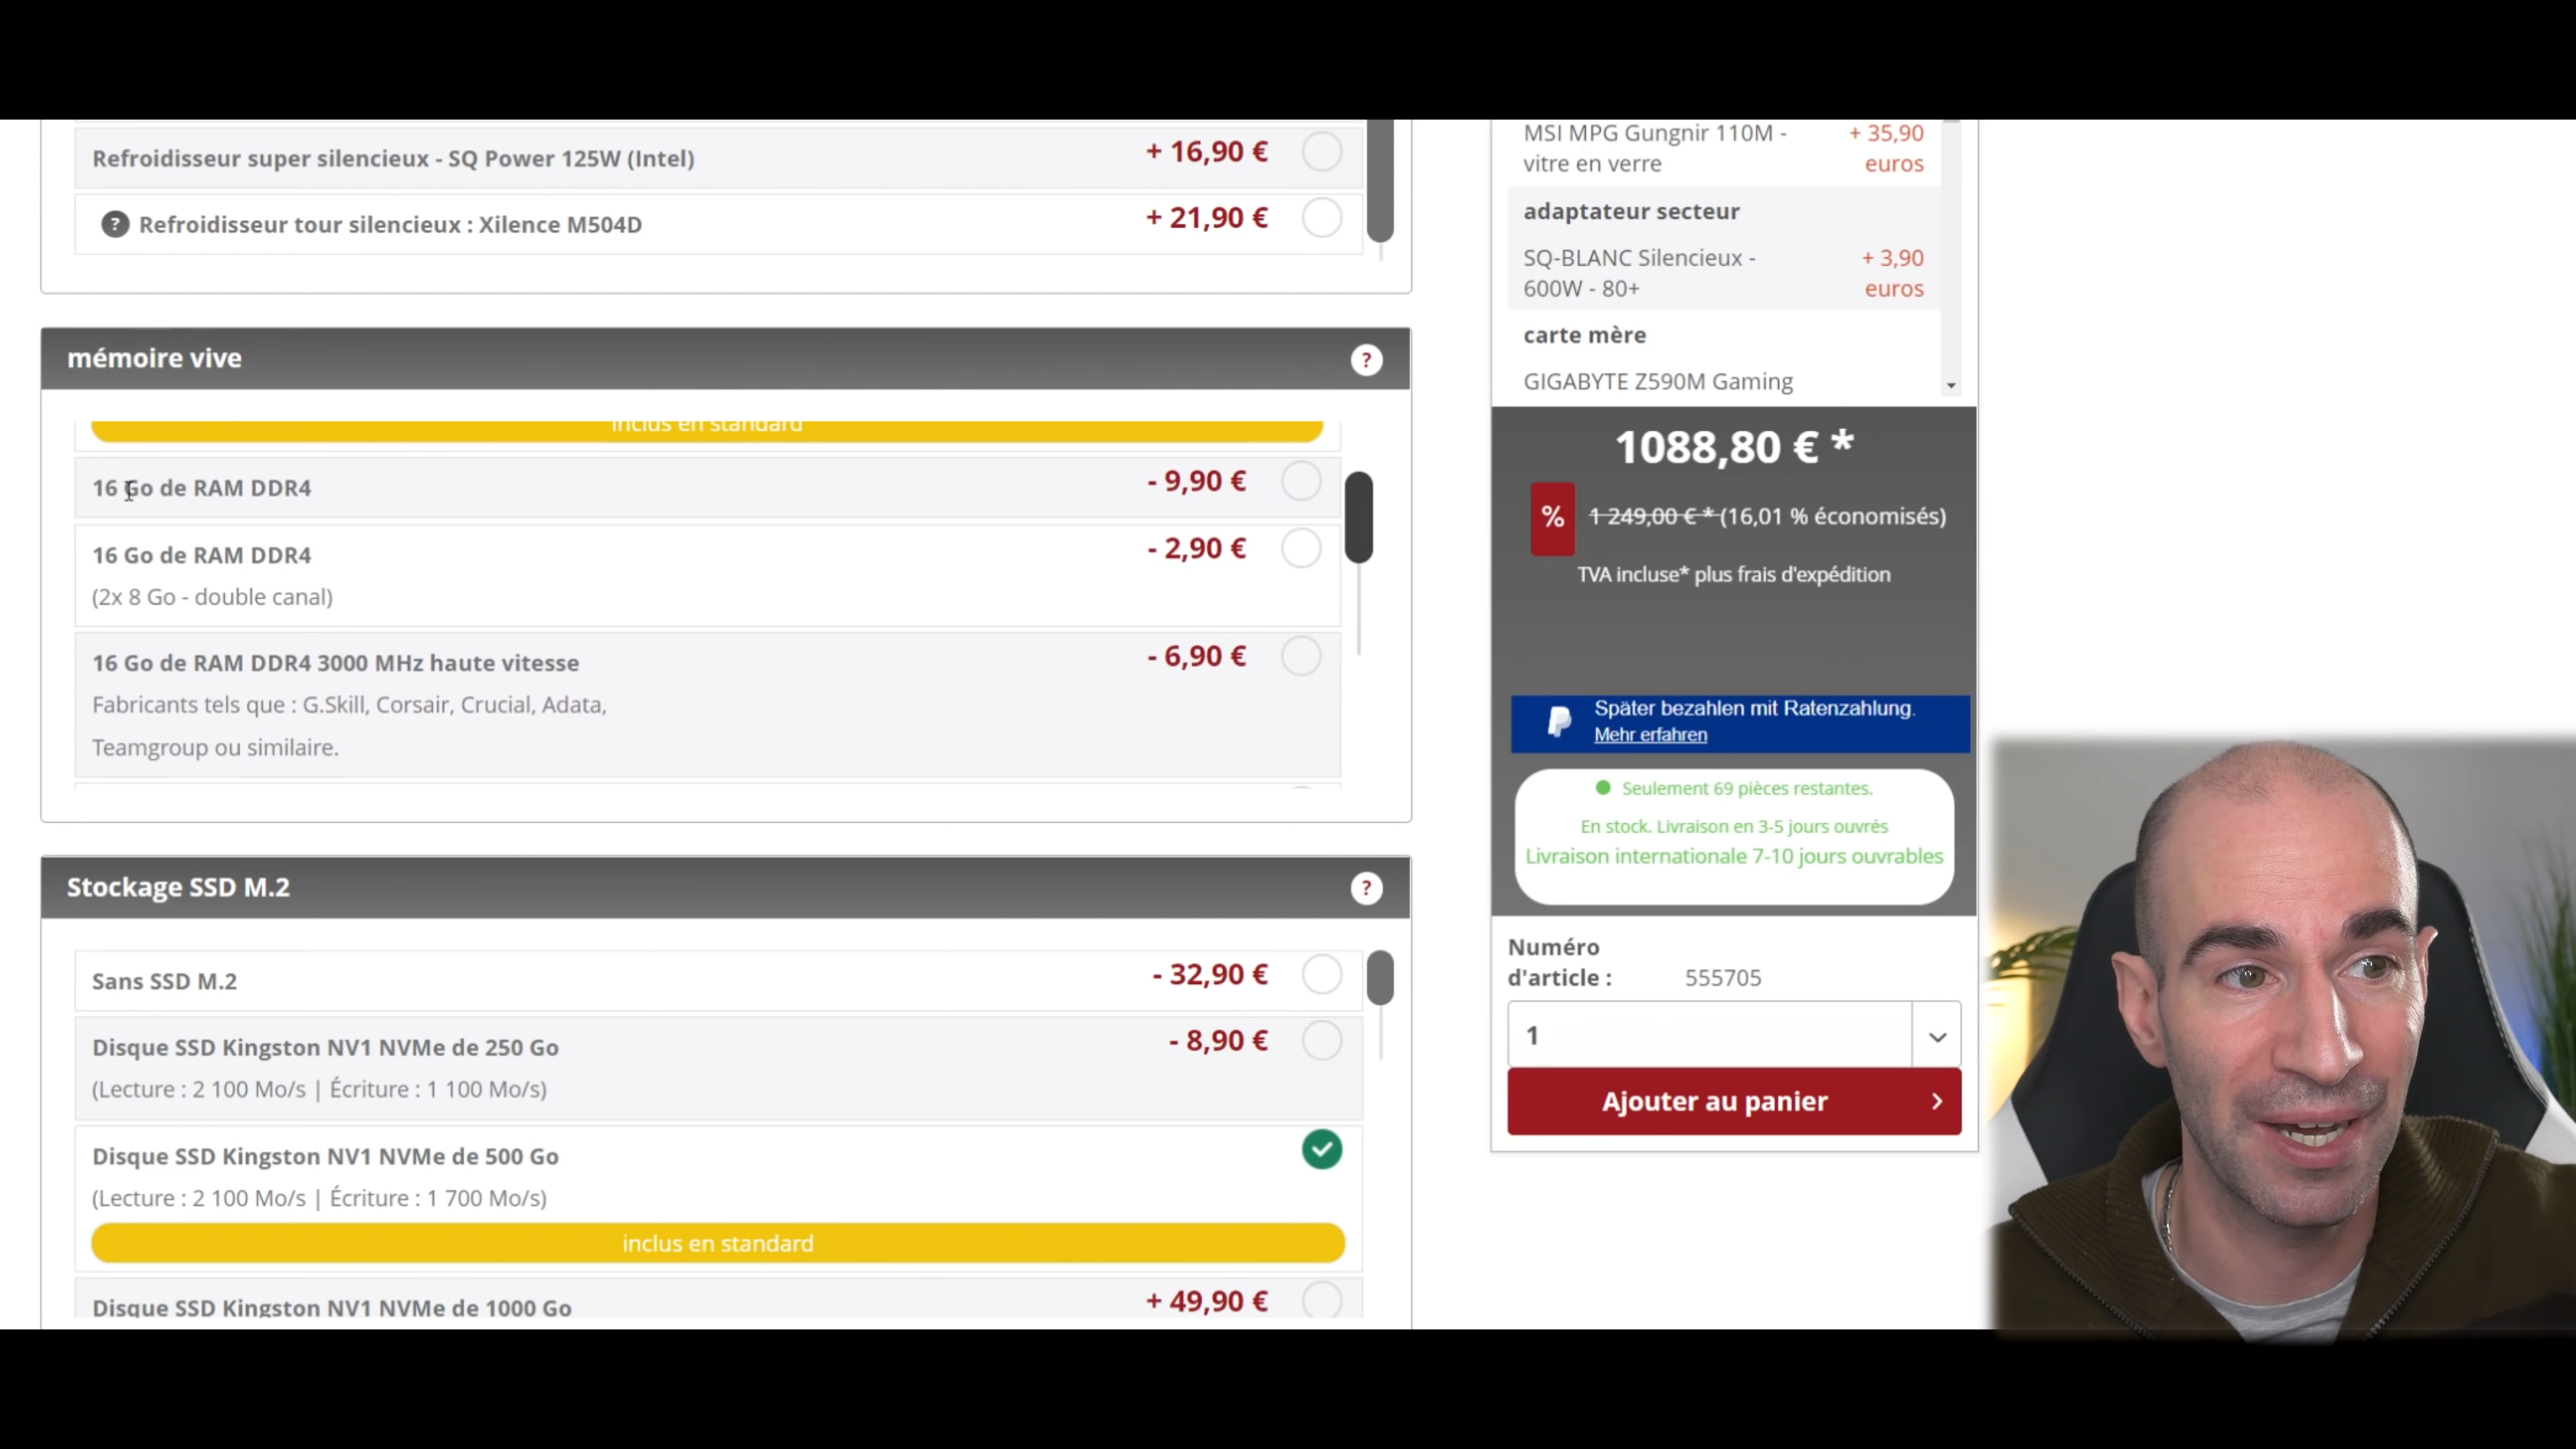 Refroidisseur super silencieux - SQ Power 125W (Intel) + 16,90 €
? Refroidisseur tour silencieux : Xilence M504D + 21,90 €
mémoire vive ?
inclus en standard
16 Go de RAM DDR4 - 9,90 €
16 Go de RAM DDR4 - 2,90 €
(2x 8 Go - double canal)
16 Go de RAM DDR4 3000 MHz haute vitesse - 6,90 €
Fabricants tels que : G.Skill, Corsair, Crucial, Adata,
Teamgroup ou similaire.
Stockage SSD M.2 ?
Sans SSD M.2 - 32,90 €
Disque SSD Kingston NV1 NVMe de 250 Go - 8,90 €
(Lecture : 2 100 Mo/s | Écriture : 1 100 Mo/s)
Disque SSD Kingston NV1 NVMe de 500 Go
(Lecture : 2 100 Mo/s | Écriture : 1 700 Mo/s)
inclus en standard
Disque SSD Kingston NV1 NVMe de 1000 Go + 49,90 €
MSI MPG Gungnir 110M - + 35,90
vitre en verre euros
adaptateur secteur
SQ-BLANC Silencieux - + 3,90
600W - 80+ euros
carte mère
GIGABYTE Z590M Gaming
1088,80 € *
% 1 249,00 € * (16,01 % économisés)
TVA incluse* plus frais d'expédition
Später bezahlen mit Ratenzahlung.
Mehr erfahren
Seulement 69 pièces restantes.
En stock. Livraison en 3-5 jours ouvrés
Livraison internationale 7-10 jours ouvrables
Numéro
d'article : 555705
1
Ajouter au panier